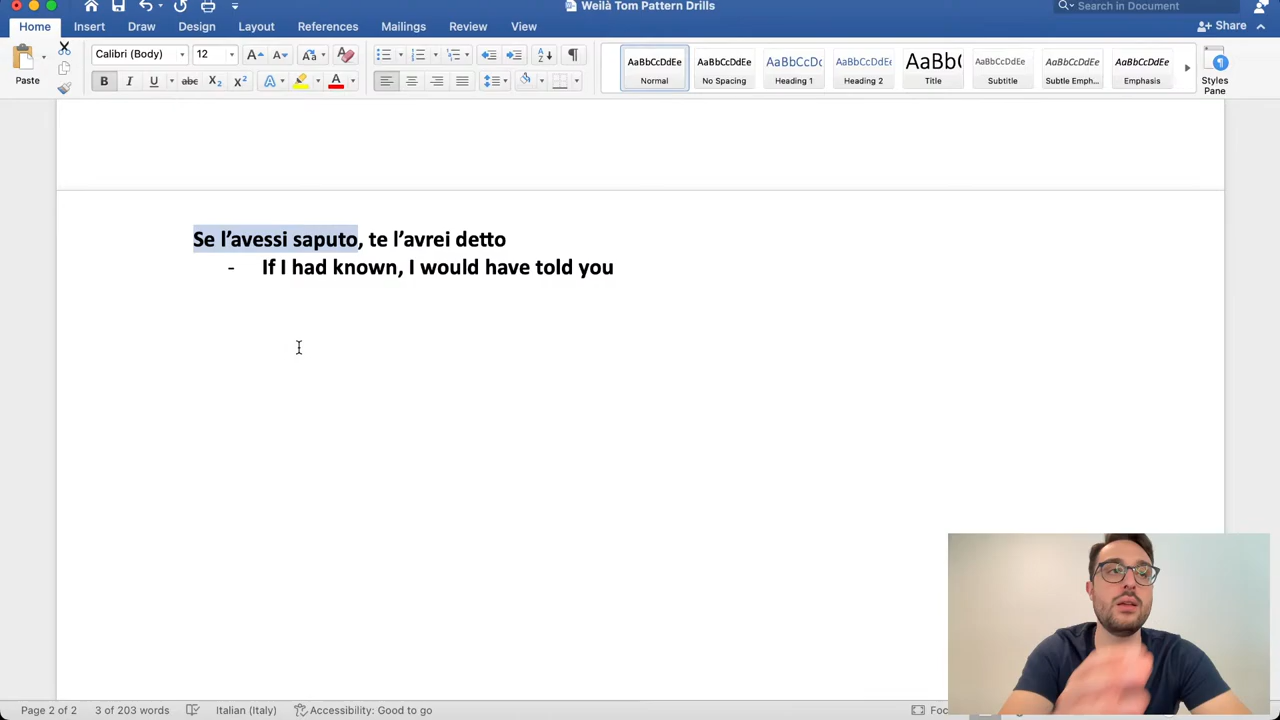 Weilà Tom Pattern Drills
Search in Document
Home Insert Draw Design Layout References Mailings Review View Share
Calibri (Body) 12
Paste
AaBbCcDdEe AaBbCcDdEe AaBbCcDc AaBbCcDdEe AaBb( AaBbCcDdEe AaBbCcDdEe AaBbCcDdEe
Normal No Spacing Heading 1 Heading 2 Title Subtitle Subtle Emph... Emphasis
Styles
Pane
Se l’avessi saputo, te l’avrei detto
- If I had known, I would have told you
Page 2 of 2 3 of 203 words Italian (Italy) Accessibility: Good to go